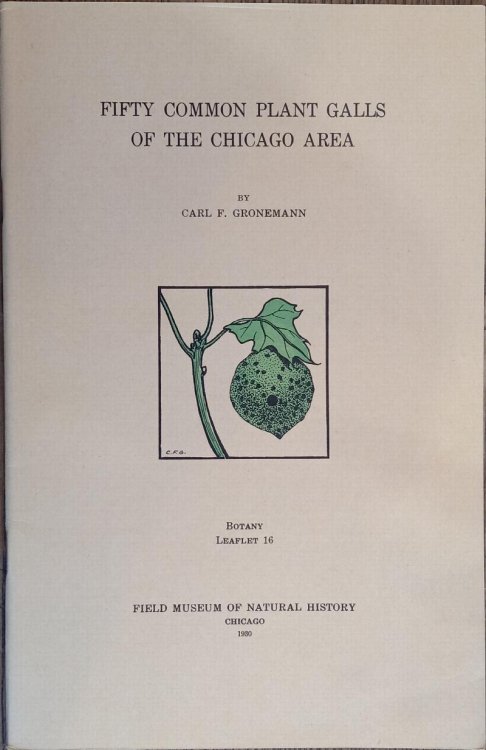 FIFTY COMMON PLANT GALLS
OF THE CHICAGO AREA
BY
CARL F. GRONEMANN
C.F.G.
BOTANY
LEAFLET 16
FIELD MUSEUM OF NATURAL HISTORY
CHICAGO
1930